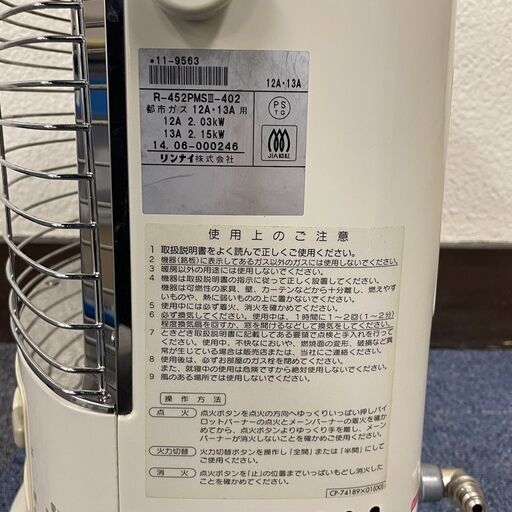 *11-9563
12A・13A
R-452PMSⅢ-402
都市ガス 12A・13A 用
12A 2.03kW
13A 2.15kW
14.06-000246
リンナイ株式会社
PS
TG
JIA認証
使用上のご注意
1 取扱説明書をよく読んで正しくご使用ください。
2 機器(銘板)に表示してあるガス以外のガスには使用しないでください。
3 暖房以外の用途には使用しないでください。
4 機器は取扱説明書の指示に従って正しく設置してください。
機器は可燃性の家具、壁、カーテンなどから十分離し、燃えやす
いものや、熱に弱いものの上に置かないでください。
5 使用中には必ず着火、消火を確かめてください。
6 必ず換気してください。使用中は、1時間に1~2回(1~2分)
程度換気扇を回すか、窓を開けるなどして換気をしてください。
7 ときどき取扱説明書に記してある要領で点検と手入れを行って
ください。使用中、不快なにおいや、燃焼面の変形、破損など異
常が生じている場合は販売店または、当社にご連絡ください。
8 使用後は、必ずお部屋のガス栓を閉めてください。
また、就寝中の使用は危険ですから絶対使用しないでください。
9 風のある場所では使用しないでください。
操作方法
点火 点火ボタンを点火の方向へゆっくりいっぱい押しパイ
ロットバーナーの点火とメーンバーナーの着火を確か
めてから、点火ボタンよりゆっくり手を離し、メーン
バーナーが消火しないことを確かめご使用ください。
火力切替 火力切替ボタンを操作し「全開」または「半開」にして
ご使用ください。
消火 点火ボタンを「止」の位置までいっぱいもどし消火した
ことを確かめてください。
CP-74189×01(00)